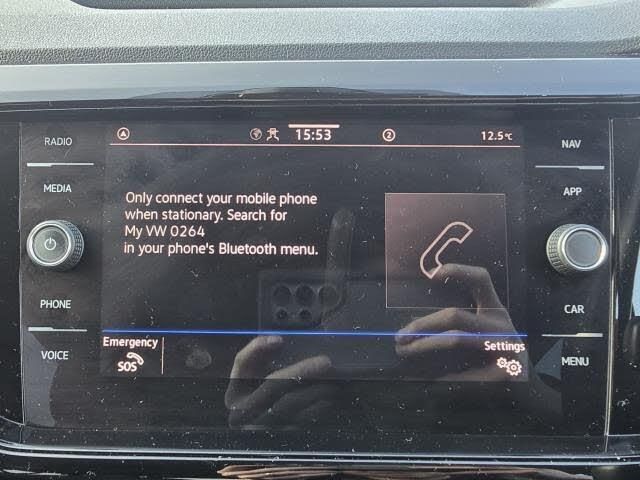 RADIO
MEDIA
PHONE
VOICE
15:53
2
12.5°C
Only connect your mobile phone
when stationary. Search for
My VW 0264
in your phone's Bluetooth menu.
Emergency
SOS
Settings
NAV
APP
CAR
MENU